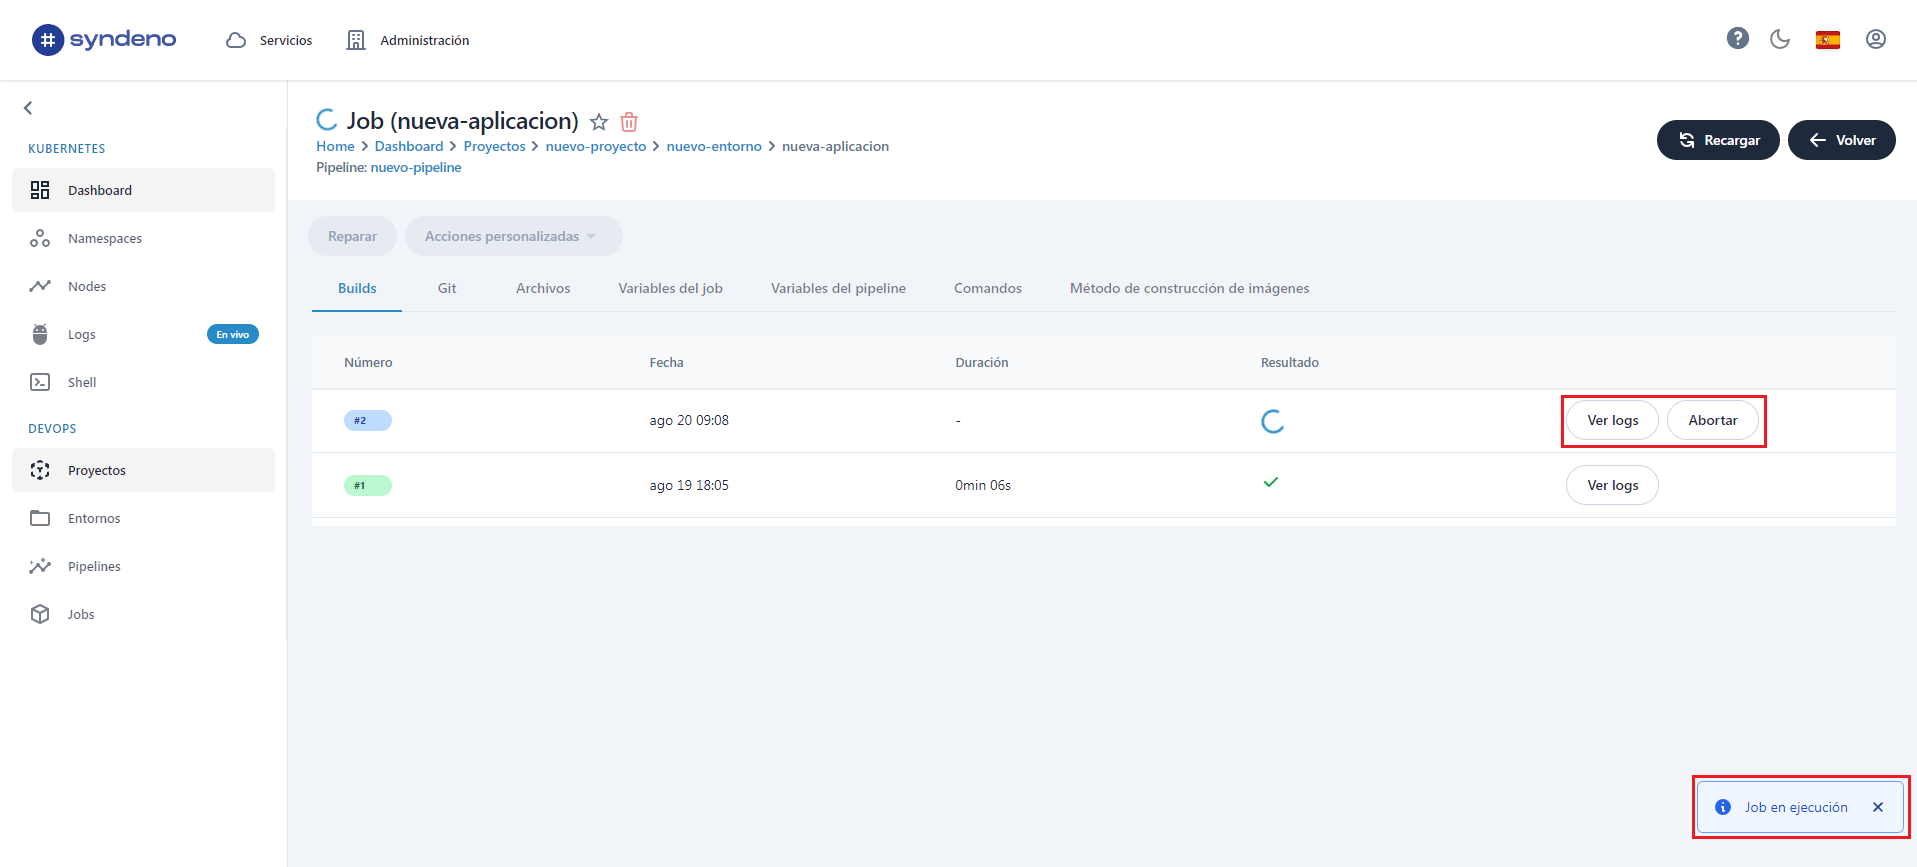 # syndeno
Servicios
Administración
?
KUBERNETES
Dashboard
Namespaces
Nodes
Logs
En vivo
Shell
DEVOPS
Proyectos
Entornos
Pipelines
Jobs
Job (nueva-aplicacion)
Home > Dashboard > Proyectos > nuevo-proyecto > nuevo-entorno > nueva-aplicacion
Pipeline: nuevo-pipeline
Recargar
Volver
Reparar
Acciones personalizadas
Builds Git Archivos Variables del job Variables del pipeline Comandos Método de construcción de imágenes
Número Fecha Duración Resultado
#2 ago 20 09:08 - Ver logs Abortar
#1 ago 19 18:05 0min 06s Ver logs
Job en ejecución